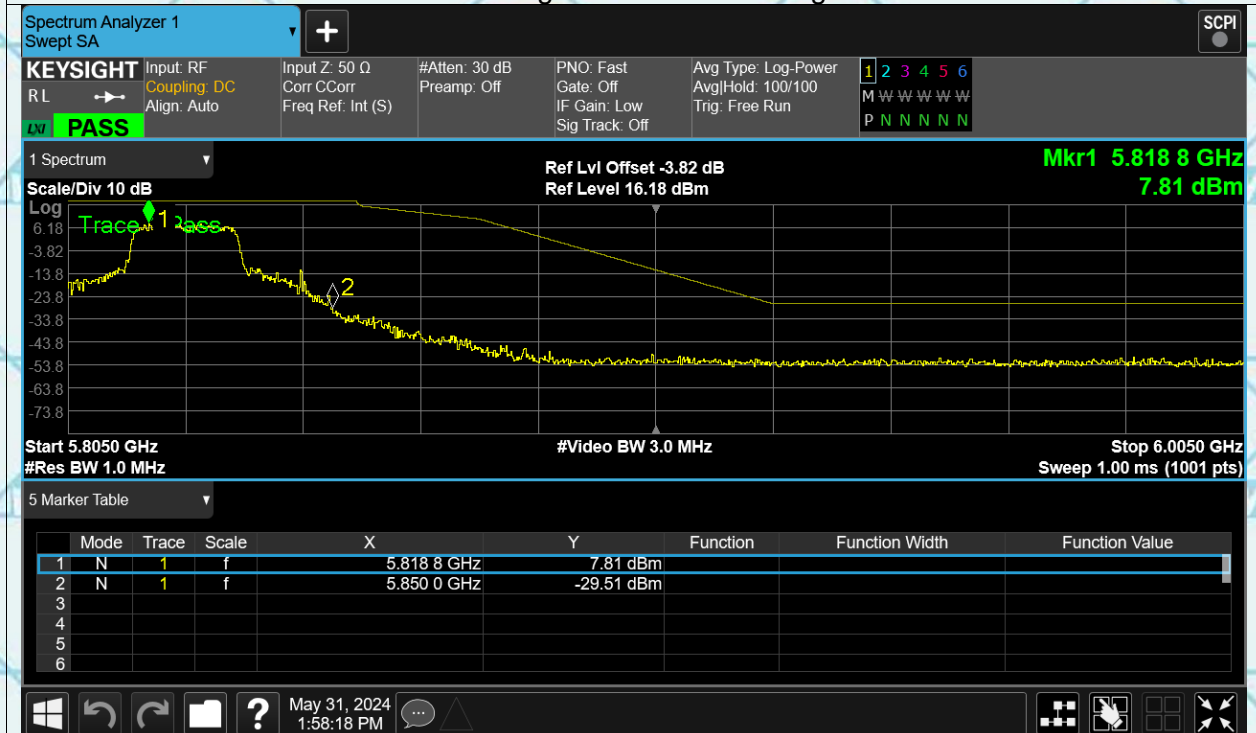 Spectrum Analyzer 1
Swept SA
+
SCPI
KEYSIGHT
RL
LXI PASS
Input: RF
Coupling: DC
Align: Auto
Input Z: 50 Ω
Corr CCorr
Freq Ref: Int (S)
#Atten: 30 dB
Preamp: Off
PNO: Fast
Gate: Off
IF Gain: Low
Sig Track: Off
Avg Type: Log-Power
Avg|Hold: 100/100
Trig: Free Run
1 2 3 4 5 6
M W W W W W
P N N N N N
1 Spectrum
Scale/Div 10 dB
Ref Lvl Offset -3.82 dB
Ref Level 16.18 dBm
Mkr1 5.818 8 GHz
7.81 dBm
Log
Trace 1 Pass
6.18
-3.82
-13.8
-23.8
2
-33.8
-43.8
-53.8
-63.8
-73.8
Start 5.8050 GHz
#Video BW 3.0 MHz
Stop 6.0050 GHz
#Res BW 1.0 MHz
Sweep 1.00 ms (1001 pts)
5 Marker Table
Mode Trace Scale X Y Function Function Width Function Value
1 N 1 f 5.818 8 GHz 7.81 dBm
2 N 1 f 5.850 0 GHz -29.51 dBm
3
4
5
6
?
May 31, 2024
1:58:18 PM